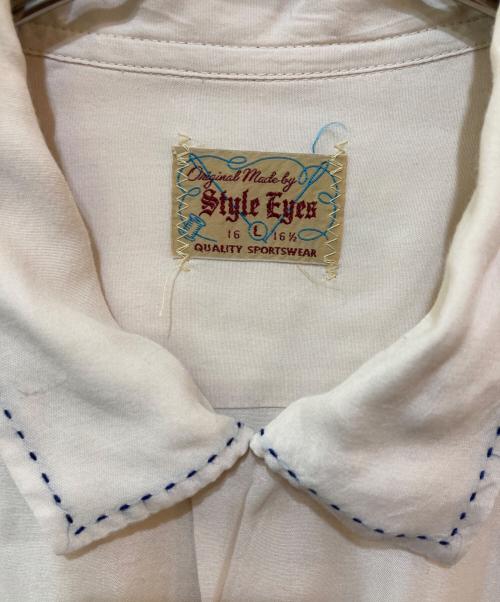 Original Made by
Style Eyes
16 L 16½
QUALITY SPORTSWEAR